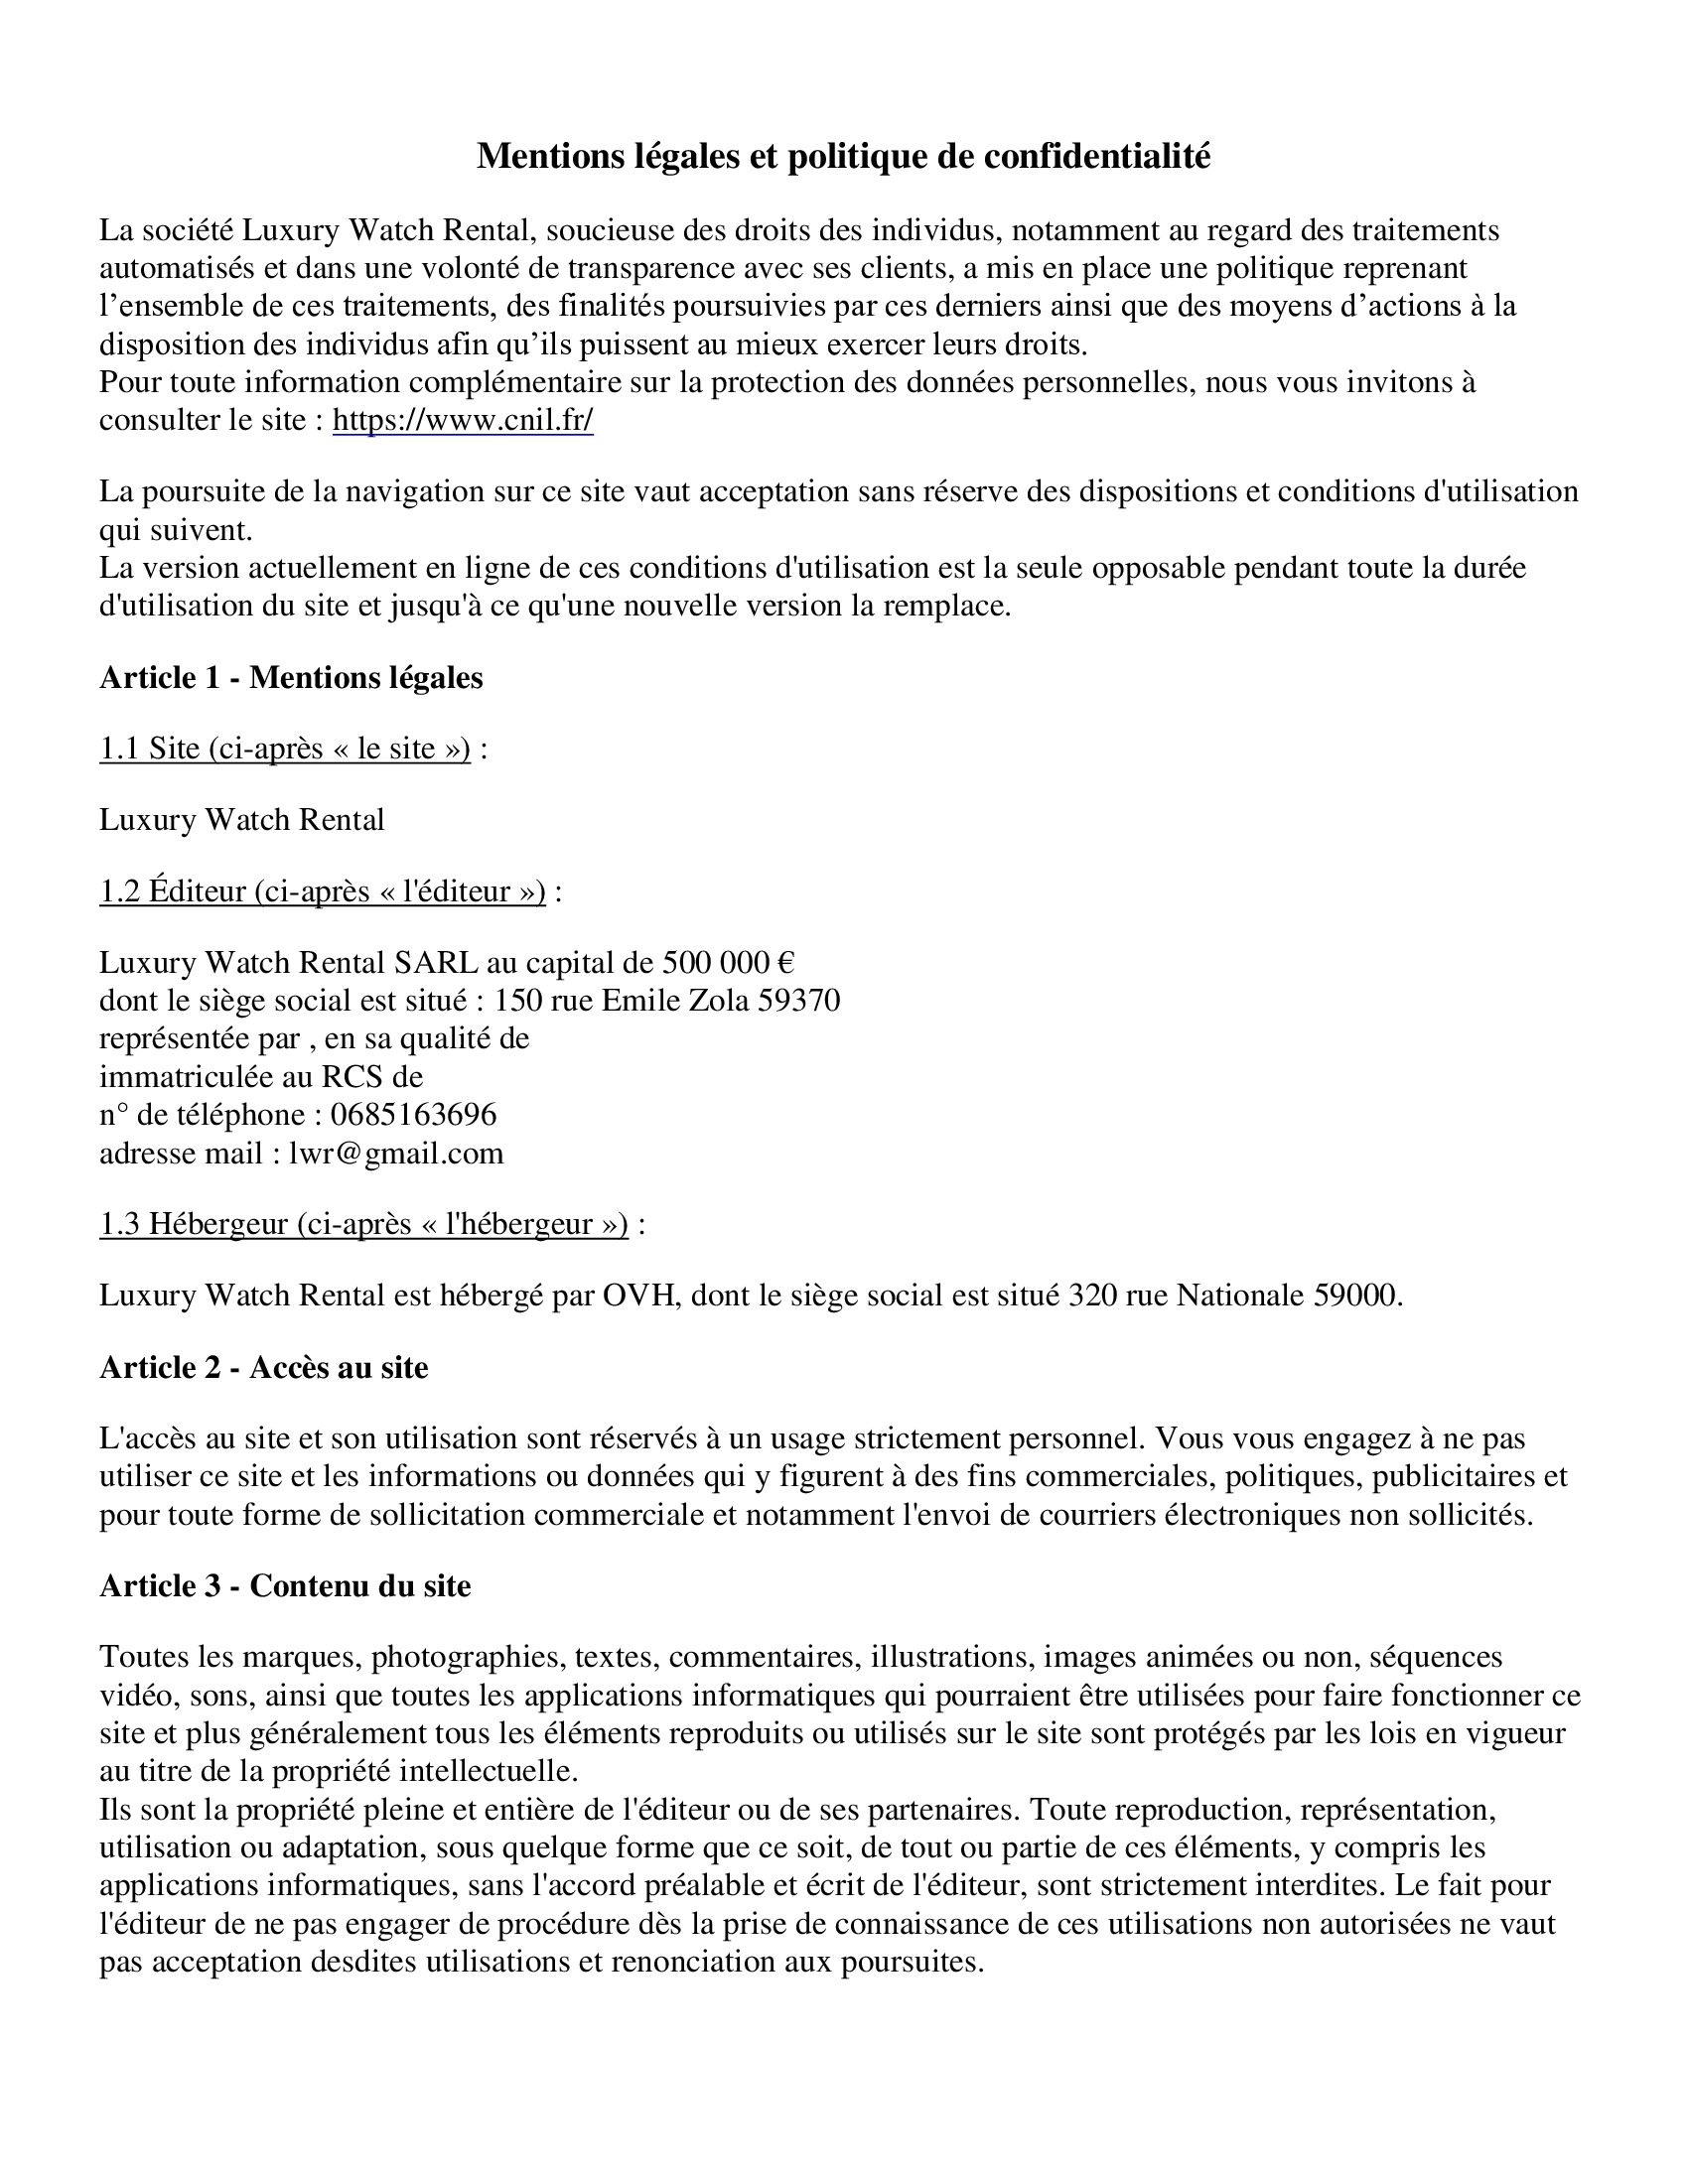 Mentions légales et politique de confidentialité
La société Luxury Watch Rental, soucieuse des droits des individus, notamment au regard des traitements
automatisés et dans une volonté de transparence avec ses clients, a mis en place une politique reprenant
l’ensemble de ces traitements, des finalités poursuivies par ces derniers ainsi que des moyens d’actions à la
disposition des individus afin qu’ils puissent au mieux exercer leurs droits.
Pour toute information complémentaire sur la protection des données personnelles, nous vous invitons à
consulter le site : https://www.cnil.fr/
La poursuite de la navigation sur ce site vaut acceptation sans réserve des dispositions et conditions d'utilisation
qui suivent.
La version actuellement en ligne de ces conditions d'utilisation est la seule opposable pendant toute la durée
d'utilisation du site et jusqu'à ce qu'une nouvelle version la remplace.
Article 1 - Mentions légales
1.1 Site (ci-après « le site ») :
Luxury Watch Rental
1.2 Éditeur (ci-après « l'éditeur ») :
Luxury Watch Rental SARL au capital de 500 000 €
dont le siège social est situé : 150 rue Emile Zola 59370
représentée par , en sa qualité de
immatriculée au RCS de
n° de téléphone : 0685163696
adresse mail : lwr@gmail.com
1.3 Hébergeur (ci-après « l'hébergeur ») :
Luxury Watch Rental est hébergé par OVH, dont le siège social est situé 320 rue Nationale 59000.
Article 2 - Accès au site
L'accès au site et son utilisation sont réservés à un usage strictement personnel. Vous vous engagez à ne pas
utiliser ce site et les informations ou données qui y figurent à des fins commerciales, politiques, publicitaires et
pour toute forme de sollicitation commerciale et notamment l'envoi de courriers électroniques non sollicités.
Article 3 - Contenu du site
Toutes les marques, photographies, textes, commentaires, illustrations, images animées ou non, séquences
vidéo, sons, ainsi que toutes les applications informatiques qui pourraient être utilisées pour faire fonctionner ce
site et plus généralement tous les éléments reproduits ou utilisés sur le site sont protégés par les lois en vigueur
au titre de la propriété intellectuelle.
Ils sont la propriété pleine et entière de l'éditeur ou de ses partenaires. Toute reproduction, représentation,
utilisation ou adaptation, sous quelque forme que ce soit, de tout ou partie de ces éléments, y compris les
applications informatiques, sans l'accord préalable et écrit de l'éditeur, sont strictement interdites. Le fait pour
l'éditeur de ne pas engager de procédure dès la prise de connaissance de ces utilisations non autorisées ne vaut
pas acceptation desdites utilisations et renonciation aux poursuites.